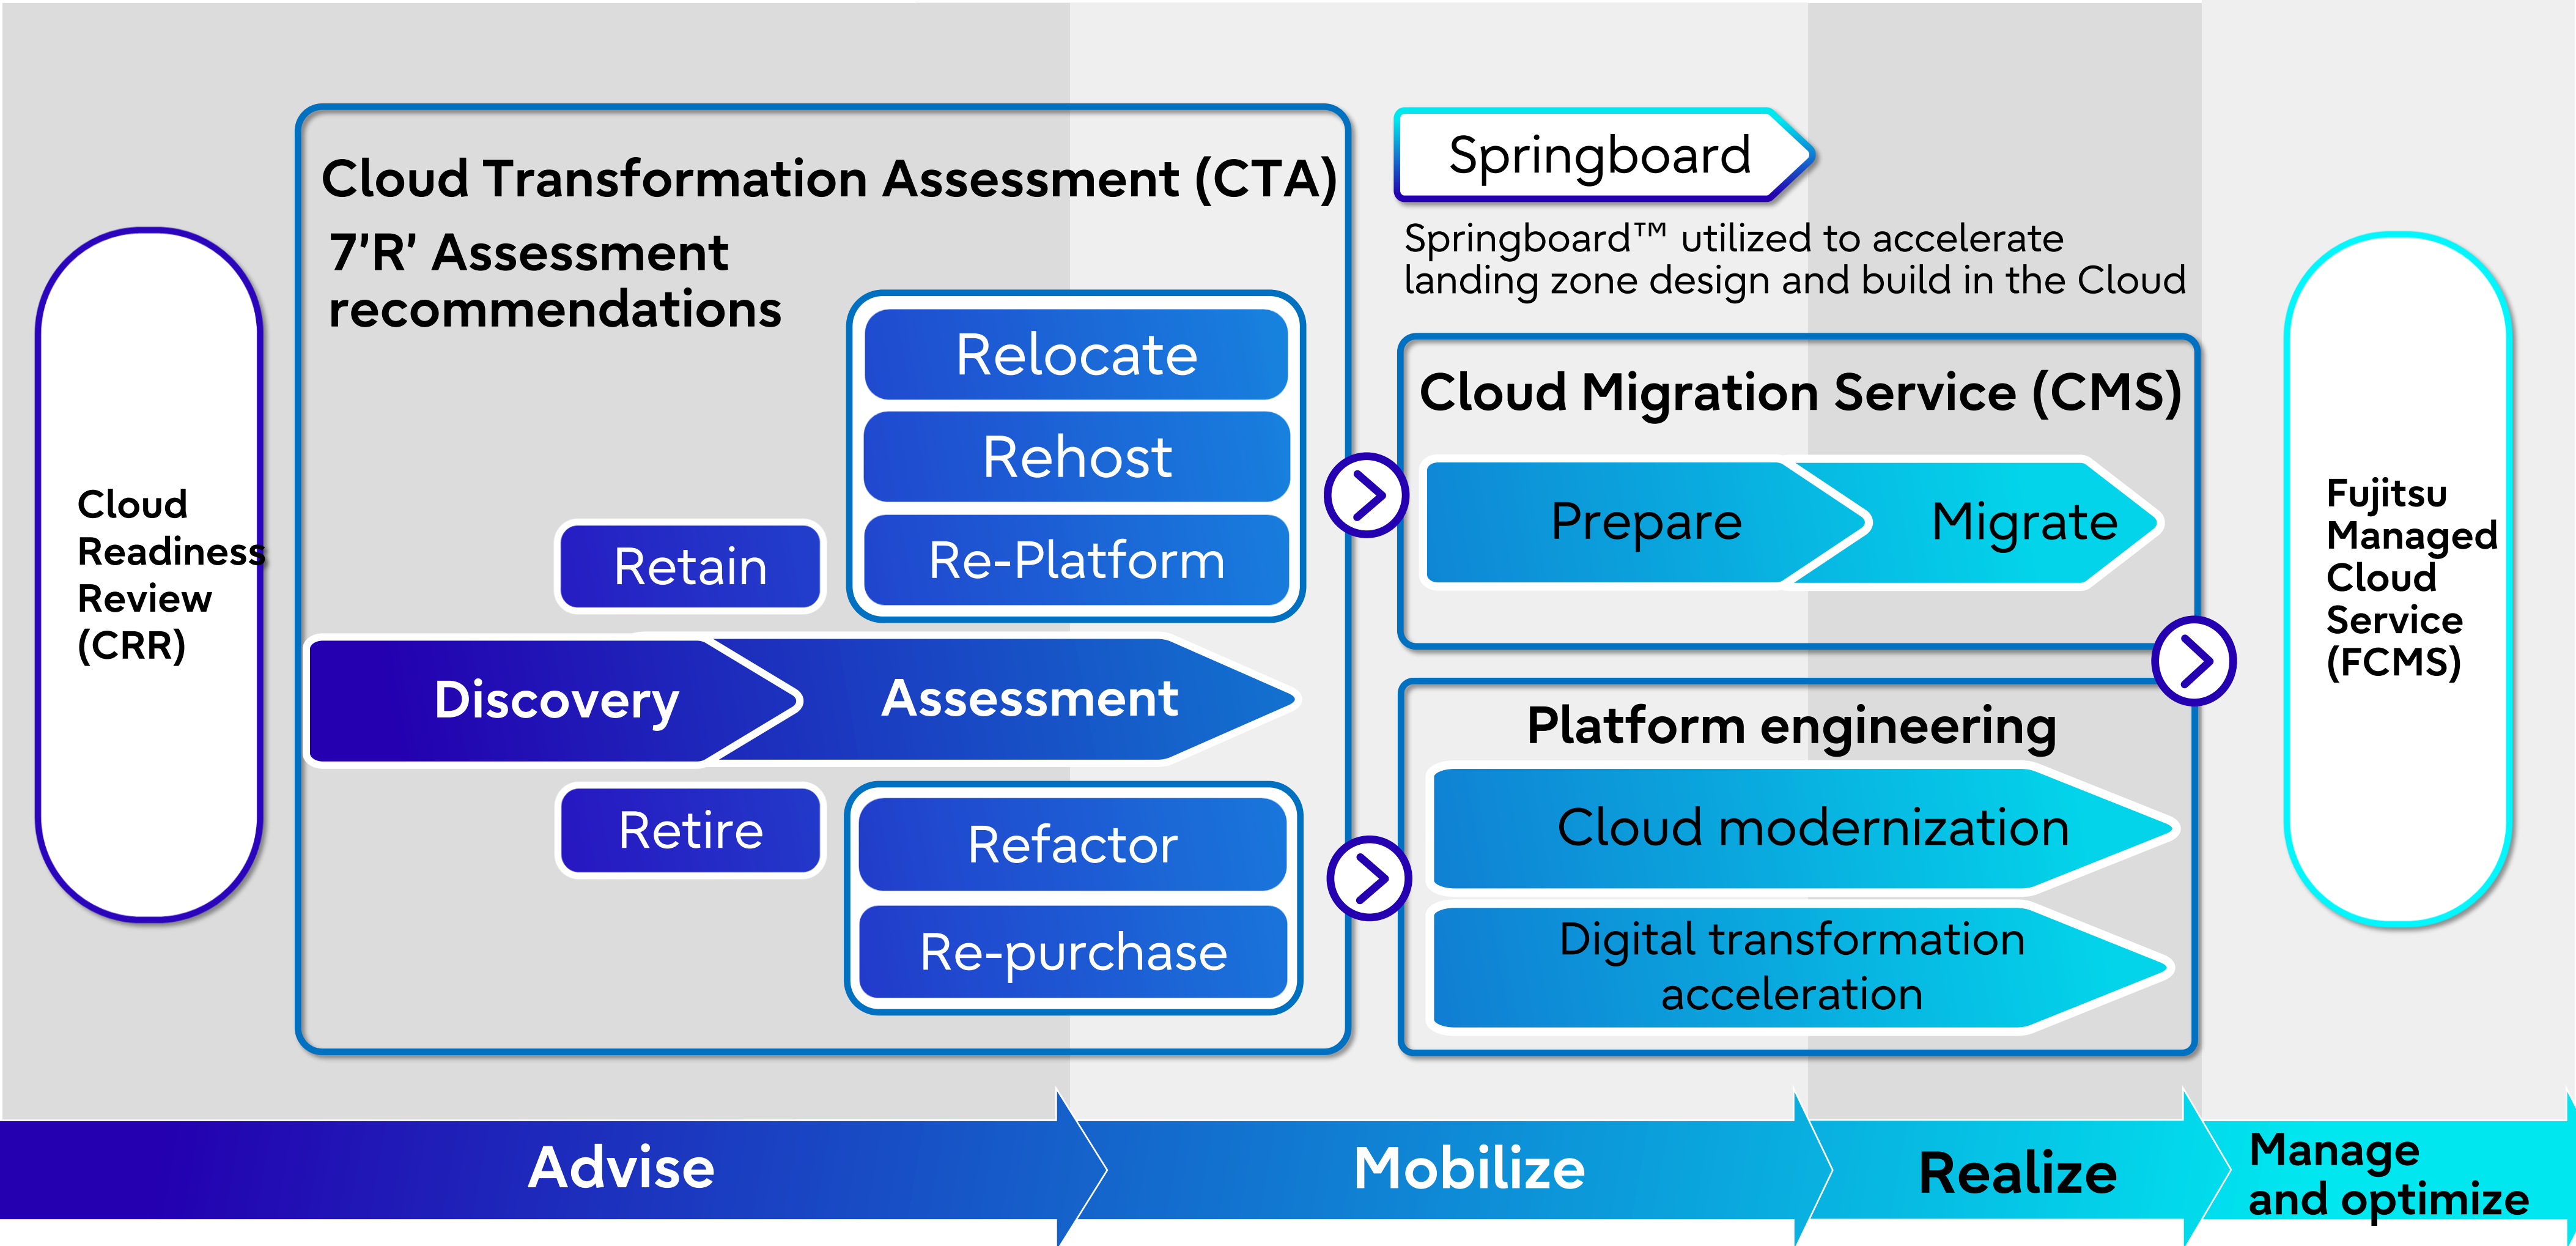 Cloud
Readiness
Review
(CRR)
Cloud Transformation Assessment (CTA)
7’R’ Assessment
recommendations
Relocate
Rehost
Re-Platform
Retain
Discovery
Assessment
Retire
Refactor
Re-purchase
Springboard
Springboard™ utilized to accelerate
landing zone design and build in the Cloud
Cloud Migration Service (CMS)
Prepare
Migrate
Platform engineering
Cloud modernization
Digital transformation
acceleration
Fujitsu
Managed
Cloud
Service
(FCMS)
Advise
Mobilize
Realize
Manage
and optimize